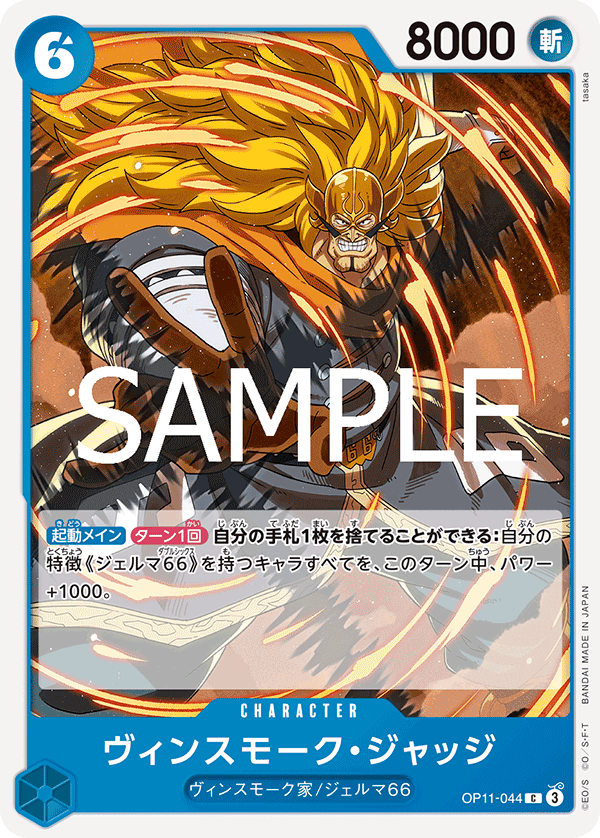 6
8000
斬
tasaka
SAMPLE
起動メイン ターン1回 自分の手札1枚を捨てることができる:自分の
特徴《ジェルマ66》を持つキャラすべてを、このターン中、パワー
+1000。
CHARACTER
ヴィンスモーク・ジャッジ
ヴィンスモーク家/ジェルマ66
OP11-044 C 3
©E.O/S ©O/S・F・T BANDAI MADE IN JAPAN